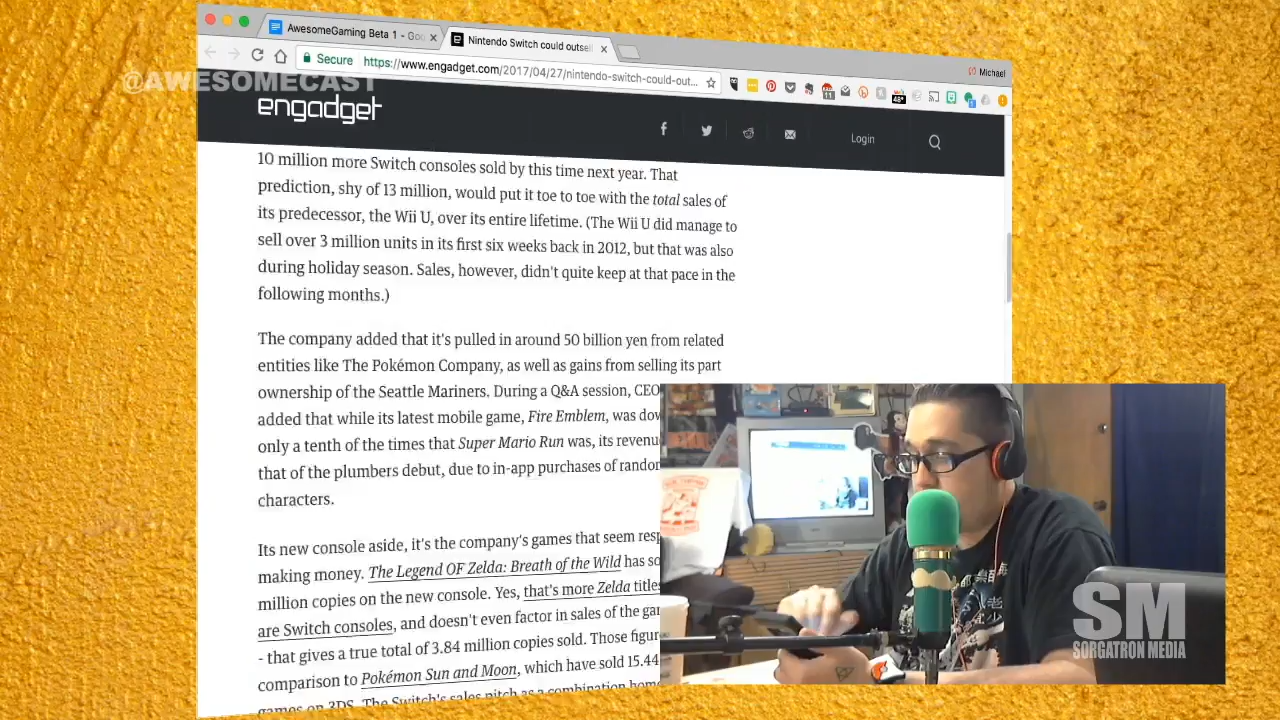 AwesomeGaming Beta 1 - Goo
Nintendo Switch could outsell
Michael
Secure
https://www.engadget.com/2017/04/27/nintendo-switch-could-out...
@AWESOMECAST
engadget
Login
10 million more Switch consoles sold by this time next year. That
prediction, shy of 13 million, would put it toe to toe with the total sales of
its predecessor, the Wii U, over its entire lifetime. (The Wii U did manage to
sell over 3 million units in its first six weeks back in 2012, but that was also
during holiday season. Sales, however, didn't quite keep at that pace in the
following months.)
The company added that it's pulled in around 50 billion yen from related
entities like The Pokémon Company, as well as gains from selling its part
ownership of the Seattle Mariners. During a Q&A session, CEO
added that while its latest mobile game, Fire Emblem, was dow
only a tenth of the times that Super Mario Run was, its revenu
that of the plumbers debut, due to in-app purchases of random
characters.
Its new console aside, it's the company's games that seem resp
making money. The Legend OF Zelda: Breath of the Wild has so
million copies on the new console. Yes, that's more Zelda titles
are Switch consoles, and doesn't even factor in sales of the gam
- that gives a true total of 3.84 million copies sold. Those figur
comparison to Pokémon Sun and Moon, which have sold 15.44
games on 3DS. The Switch's sales pitch as a combination home
SM
SORGATRON MEDIA